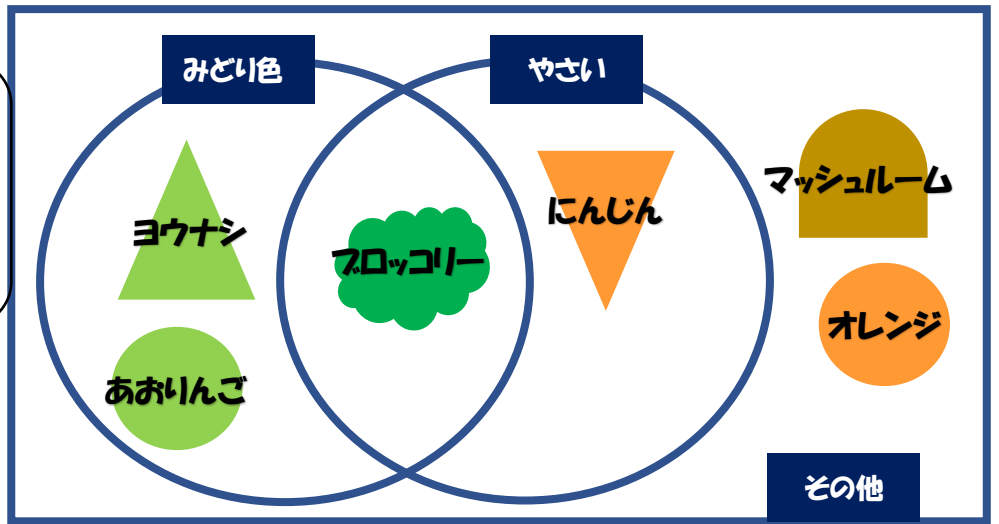 みどり色
やさい
ヨウナシ
あおりんご
ブロッコリー
にんじん
マッシュルーム
オレンジ
その他